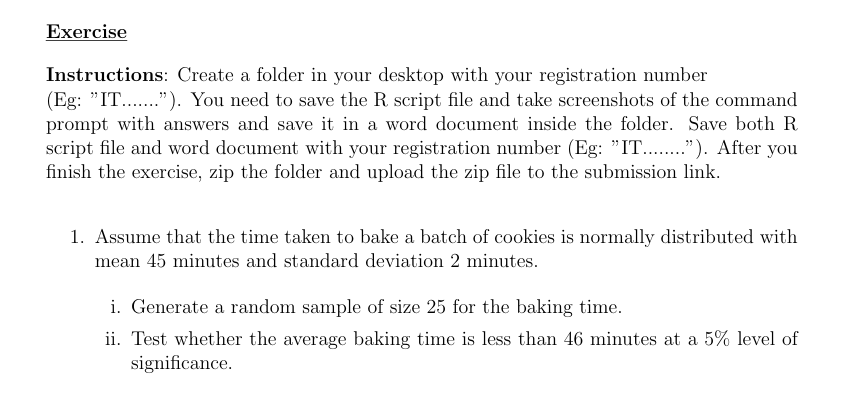 Exercise
Instructions: Create a folder in your desktop with your registration number
(Eg: ”IT.......”). You need to save the R script file and take screenshots of the command
prompt with answers and save it in a word document inside the folder. Save both R
script file and word document with your registration number (Eg: ”IT........”). After you
finish the exercise, zip the folder and upload the zip file to the submission link.
1. Assume that the time taken to bake a batch of cookies is normally distributed with
mean 45 minutes and standard deviation 2 minutes.
i. Generate a random sample of size 25 for the baking time.
ii. Test whether the average baking time is less than 46 minutes at a 5% level of
significance.